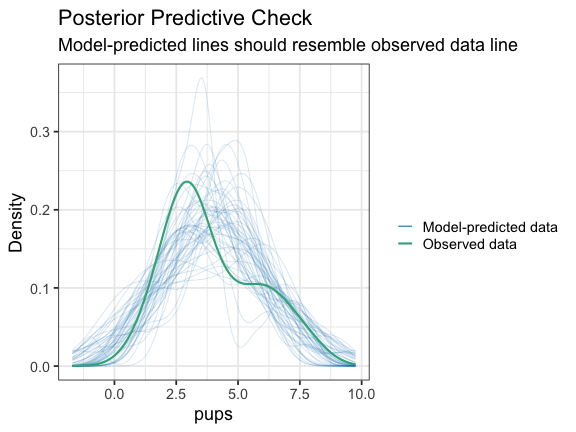 Posterior Predictive Check
Model-predicted lines should resemble observed data line
Density
0.3
0.2
0.1
0.0
0.0 2.5 5.0 7.5 10.0
pups
Model-predicted data
Observed data